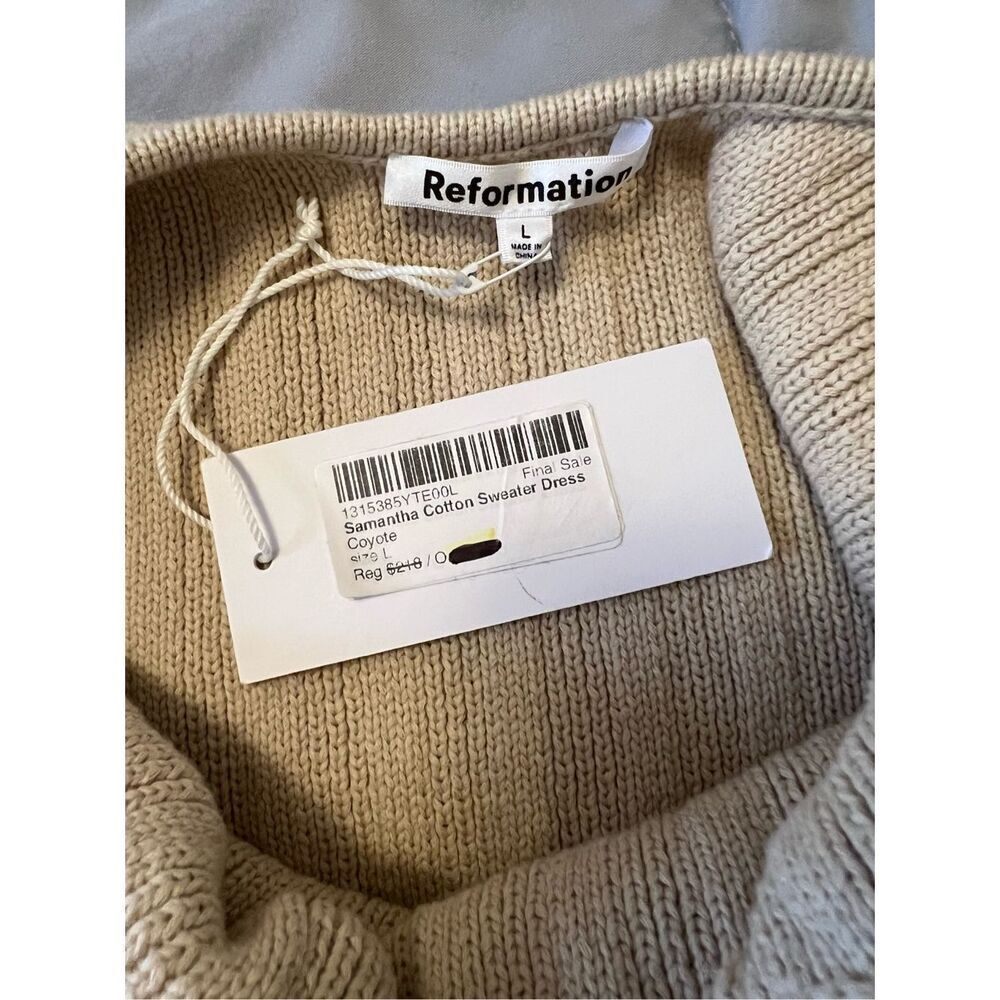 Reformation
L
MADE IN
CHINA
1315385YTE00L Final Sale
Samantha Cotton Sweater Dress
Coyote
size L
Reg $218 / O